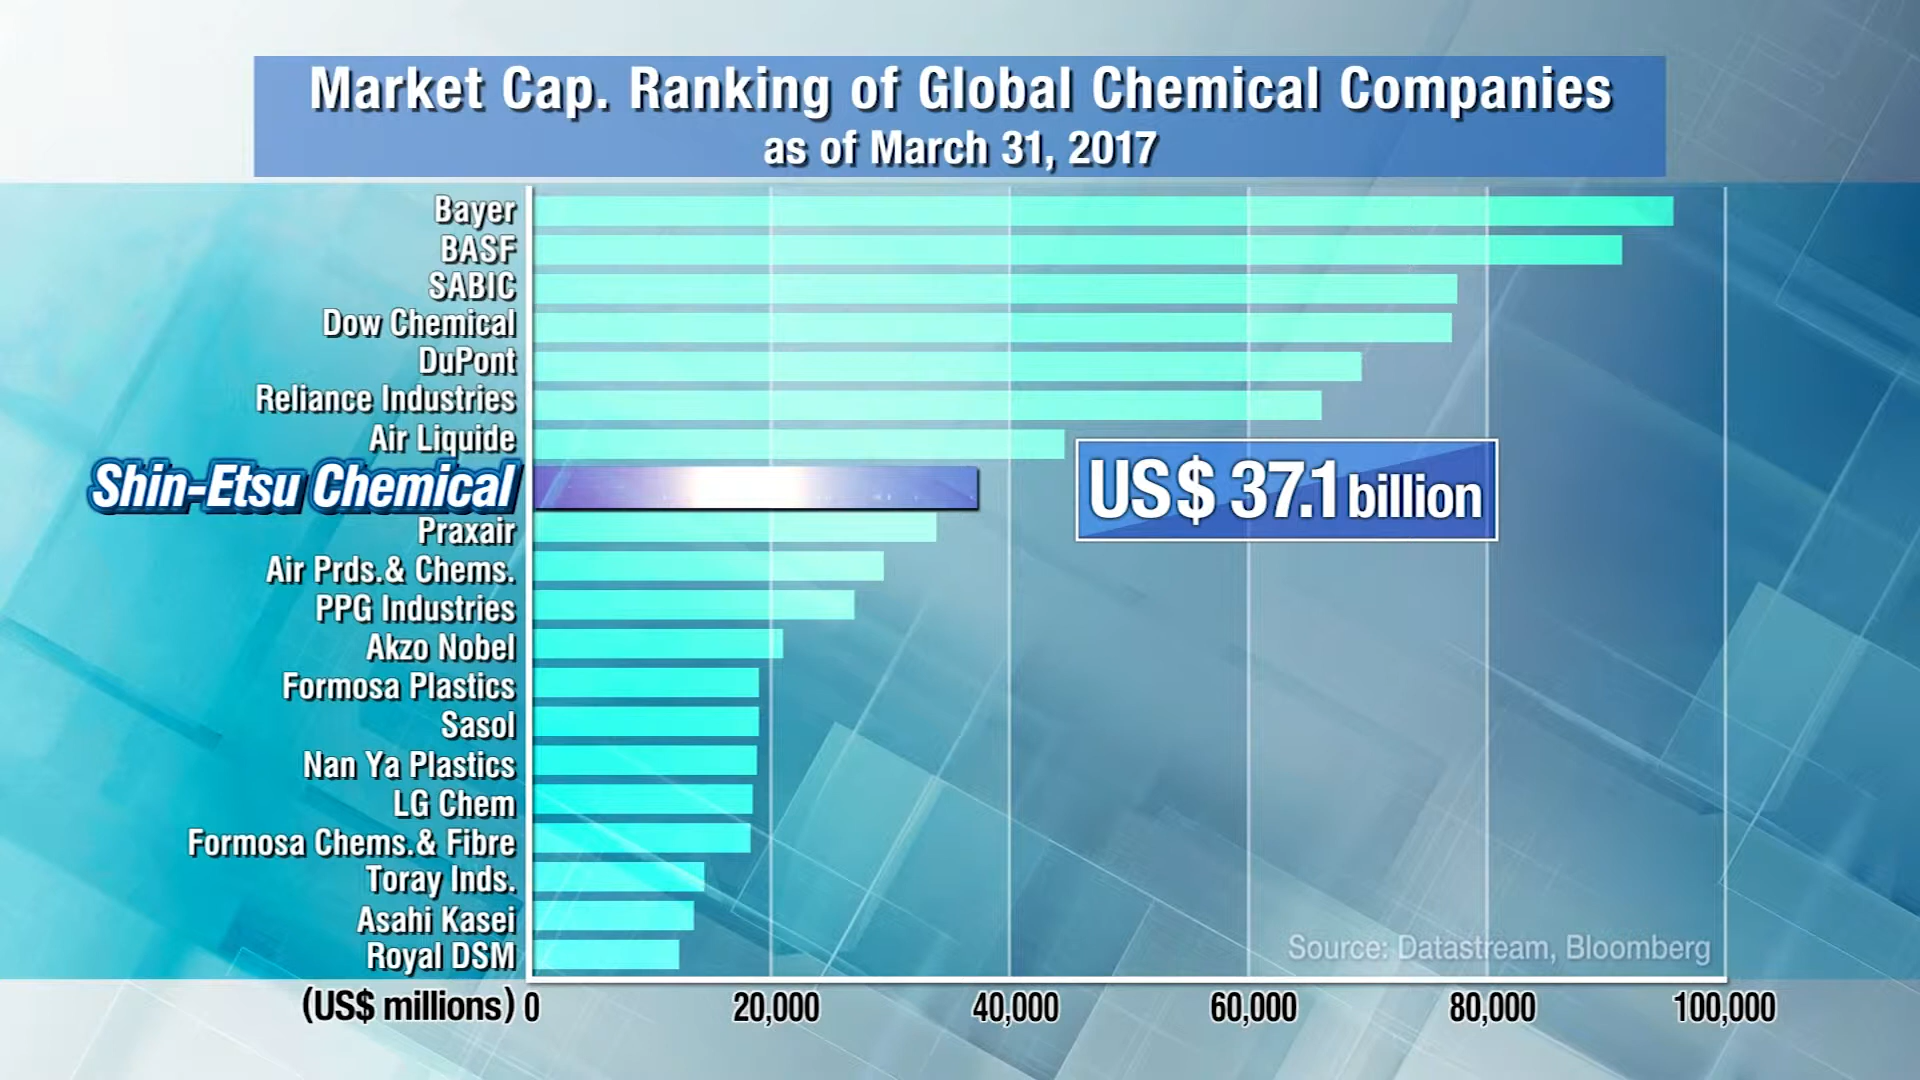 Market Cap. Ranking of Global Chemical Companies
as of March 31, 2017
Bayer
BASF
SABIC
Dow Chemical
DuPont
Reliance Industries
Air Liquide
Shin-Etsu Chemical
US$ 37.1 billion
Praxair
Air Prds.& Chems.
PPG Industries
Akzo Nobel
Formosa Plastics
Sasol
Nan Ya Plastics
LG Chem
Formosa Chems.& Fibre
Toray Inds.
Asahi Kasei
Royal DSM
Source: Datastream, Bloomberg
(US$ millions) 0 20,000 40,000 60,000 80,000 100,000